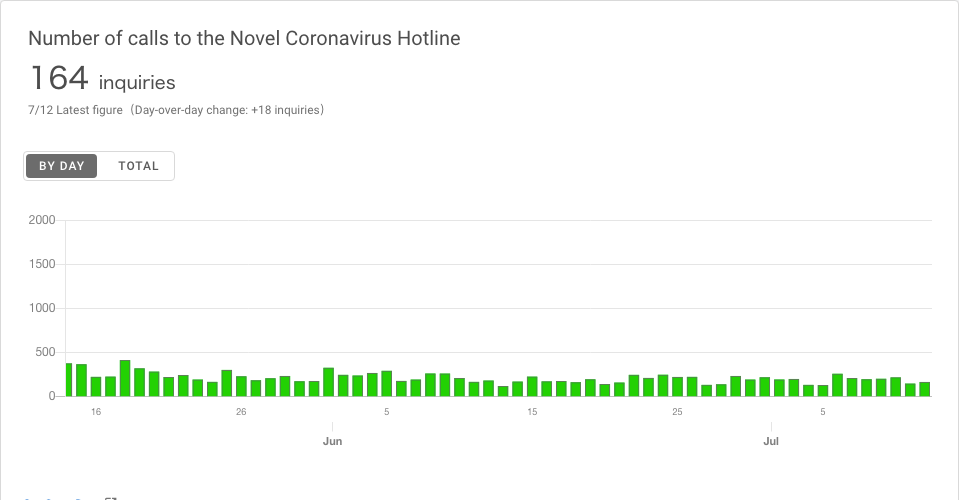 Number of calls to the Novel Coronavirus Hotline
164 inquiries
7/12 Latest figure（Day-over-day change: +18 inquiries）
BY DAY TOTAL
2000
1500
1000
500
0
16 26 5 15 25 5
Jun Jul